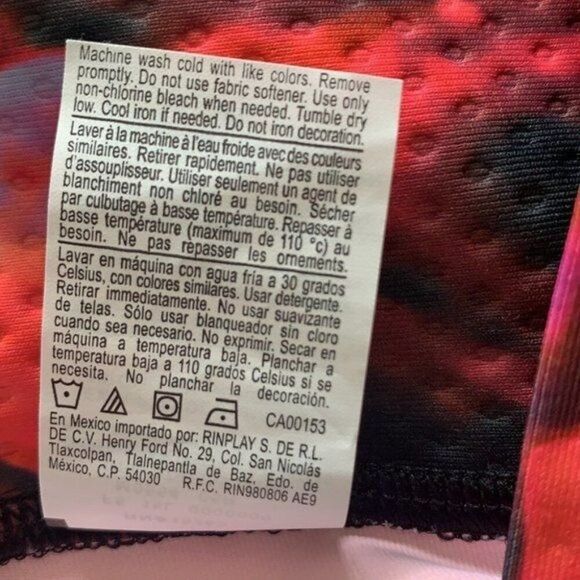 Machine wash cold with like colors. Remove
promptly. Do not use fabric softener. Use only
non-chlorine bleach when needed. Tumble dry
low. Cool iron if needed. Do not iron decoration.
Laver à la machine à l'eau froide avec des couleurs
similaires. Retirer rapidement. Ne pas utiliser
d'assouplisseur. Utiliser seulement un agent de
blanchiment non chloré au besoin. Sécher
par culbutage à basse température. Repasser à
basse température (maximum de 110 °c) au
besoin. Ne pas repasser les ornements.
Lavar en máquina con agua fría a 30 grados
Celsius, con colores similares. Usar detergente.
Retirar immediatamente. No usar suavizante
de telas. Sólo usar blanqueador sin cloro
cuando sea necesario. No exprimir. Secar en
máquina a temperatura baja. Planchar a
temperatura baja a 110 grados Celsius si se
necesita. No planchar la decoración.
CA00153
En Mexico importado por: RINPLAY S. DE R.L.
DE C.V. Henry Ford No. 29, Col. San Nicolás
Tlaxcolpan, Tlalnepantla de Baz, Edo. de
México, C.P. 54030 R.F.C. RIN980806 AE9